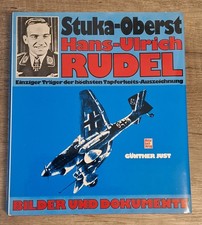 Stuka-Oberst
Hans-Ulrich
RUDEL
Einziger Träger der höchsten Tapferkeits-Auszeichnung
GÜNTHER JUST
BILDER UND DOKUMENTE